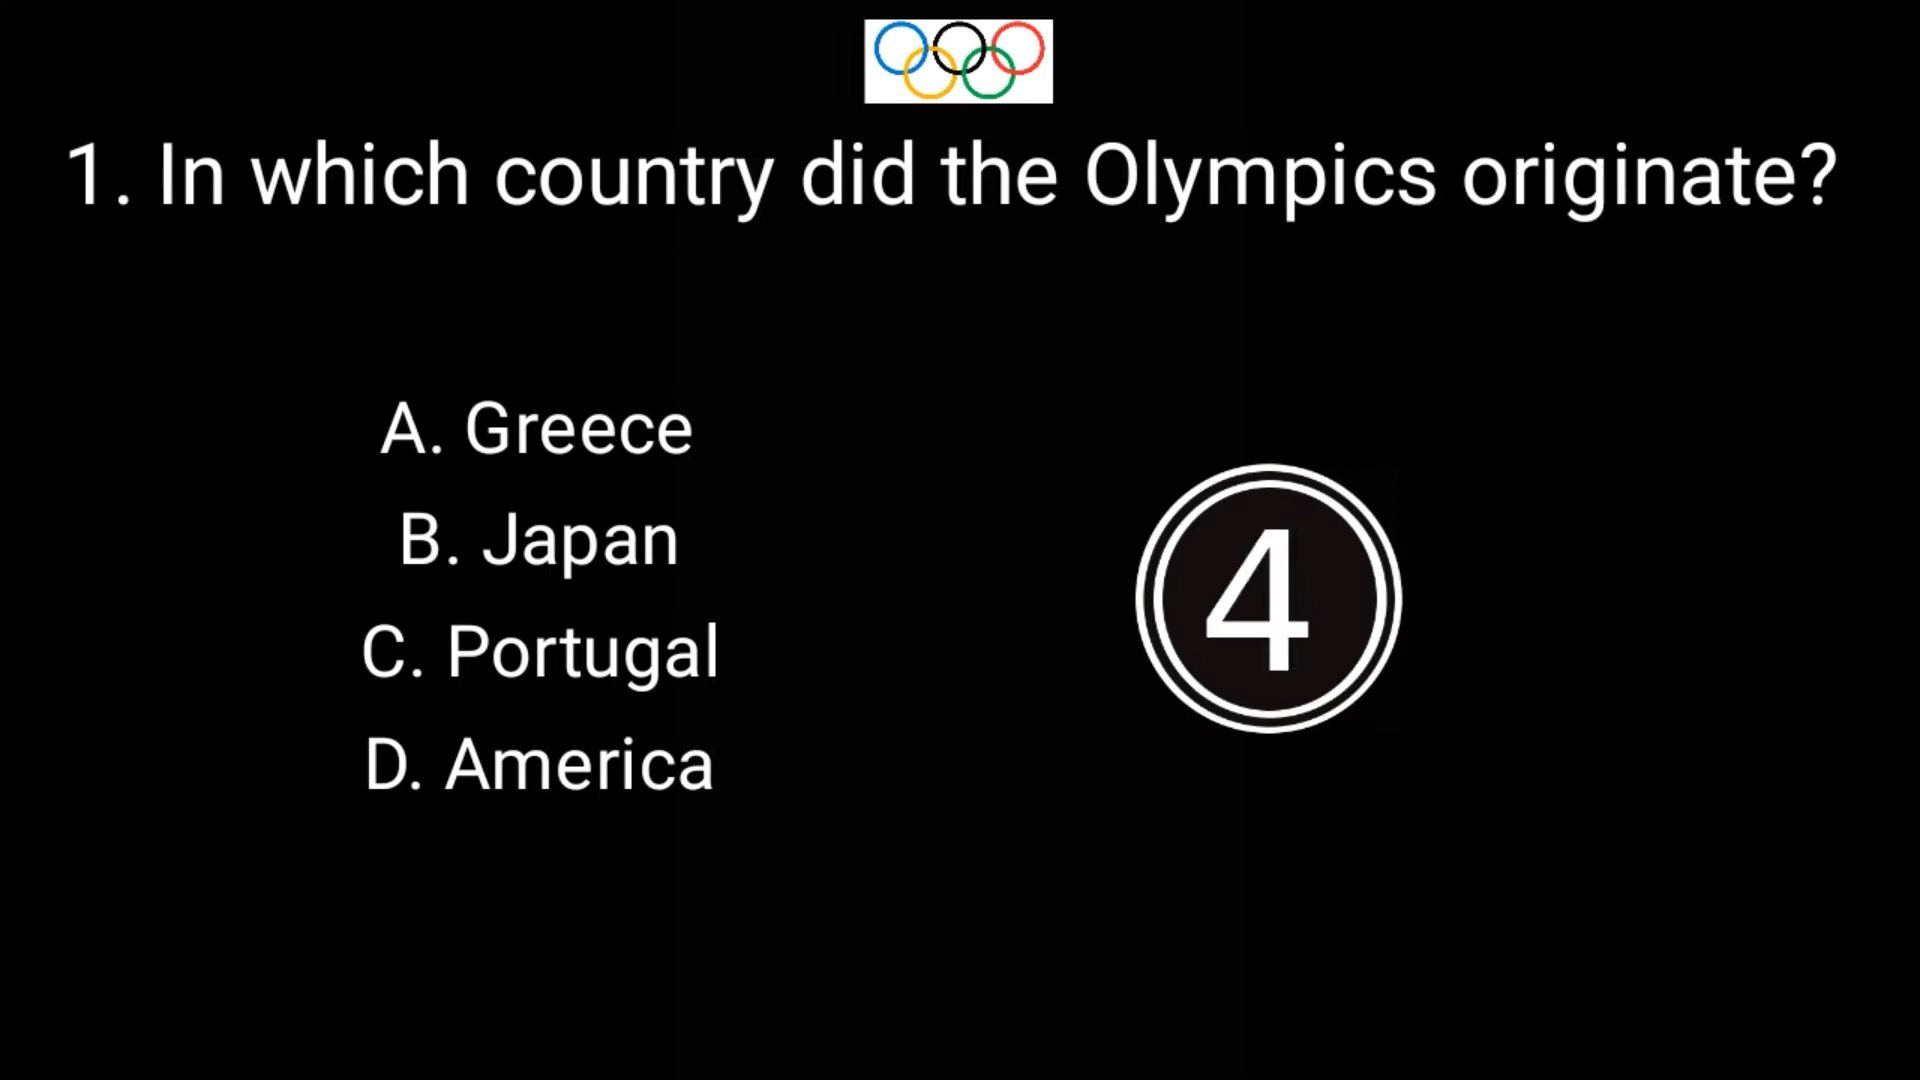 1. In which country did the Olympics originate?
A. Greece
B. Japan
C. Portugal
D. America
4